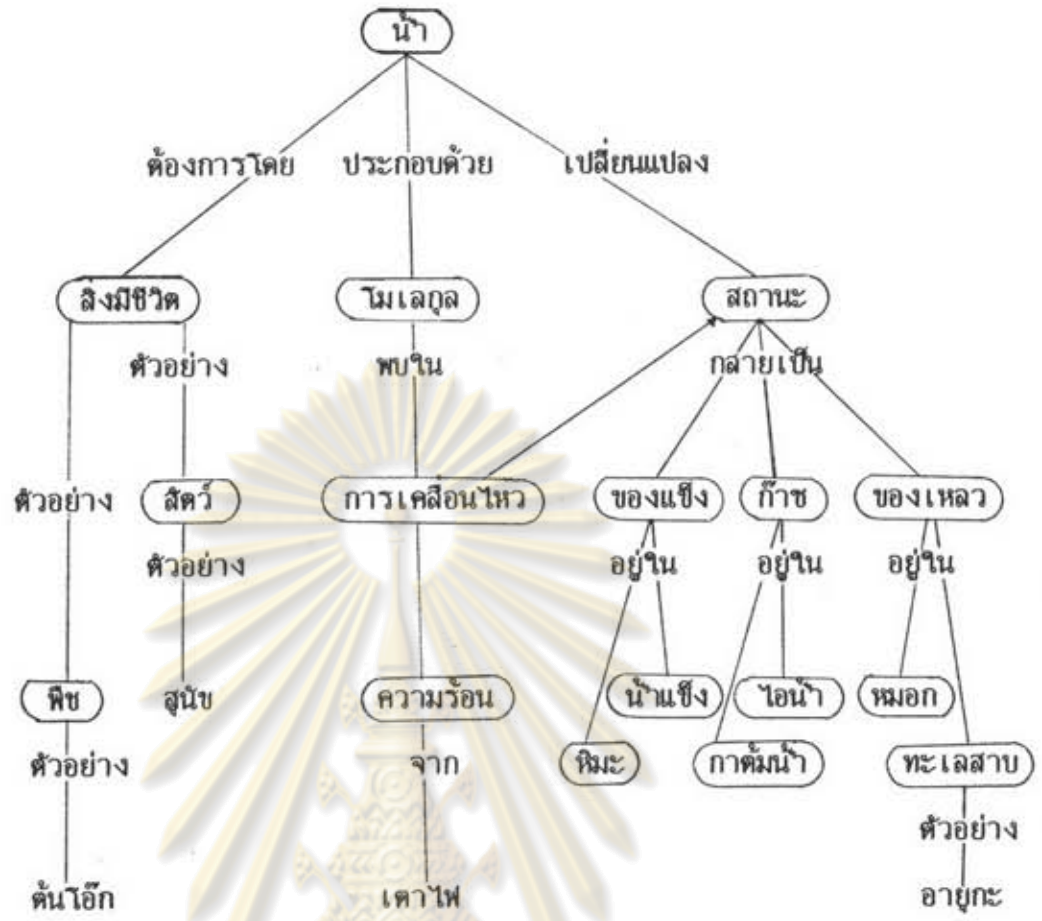 น้ำ
ต้องการโดย ประกอบด้วย เปลี่ยนแปลง
สิ่งมีชีวิต โมเลกุล สถานะ
ตัวอย่าง พบใน กลายเป็น
ตัวอย่าง สัตว์ การเคลื่อนไหว ของแข็ง ก๊าซ ของเหลว
ตัวอย่าง อยู่ใน อยู่ใน อยู่ใน
พืช สุนัข ความร้อน น้ำแข็ง ไอน้ำ หมอก
ตัวอย่าง จาก หิมะ กาต้มน้ำ ทะเลสาบ
ตัวอย่าง
ต้นโอ๊ก เตาไฟ อายุกะ